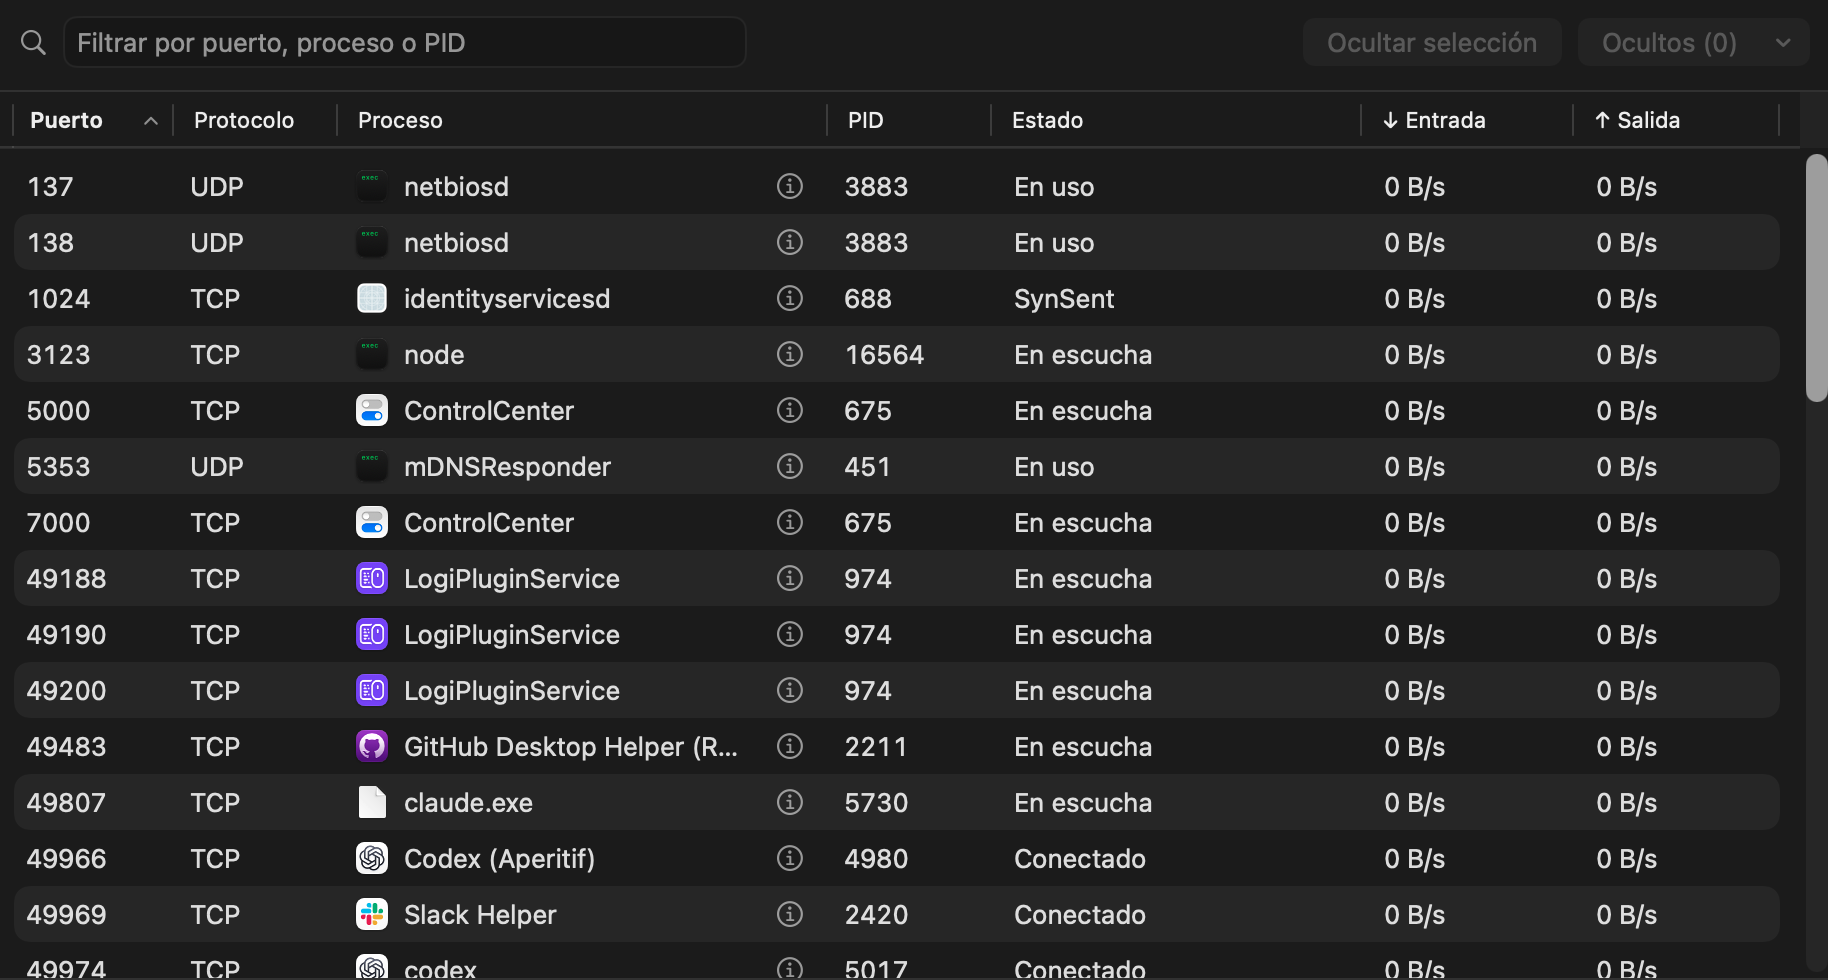 Filtrar por puerto, proceso o PID Ocultar selección Ocultos (0)
Puerto Protocolo Proceso PID Estado ↓ Entrada ↑ Salida
137 UDP netbiosd 3883 En uso 0 B/s 0 B/s
138 UDP netbiosd 3883 En uso 0 B/s 0 B/s
1024 TCP identityservicesd 688 SynSent 0 B/s 0 B/s
3123 TCP node 16564 En escucha 0 B/s 0 B/s
5000 TCP ControlCenter 675 En escucha 0 B/s 0 B/s
5353 UDP mDNSResponder 451 En uso 0 B/s 0 B/s
7000 TCP ControlCenter 675 En escucha 0 B/s 0 B/s
49188 TCP LogiPluginService 974 En escucha 0 B/s 0 B/s
49190 TCP LogiPluginService 974 En escucha 0 B/s 0 B/s
49200 TCP LogiPluginService 974 En escucha 0 B/s 0 B/s
49483 TCP GitHub Desktop Helper (R... 2211 En escucha 0 B/s 0 B/s
49807 TCP claude.exe 5730 En escucha 0 B/s 0 B/s
49966 TCP Codex (Aperitif) 4980 Conectado 0 B/s 0 B/s
49969 TCP Slack Helper 2420 Conectado 0 B/s 0 B/s
49974 TCP codex 5017 Conectado 0 B/s 0 B/s